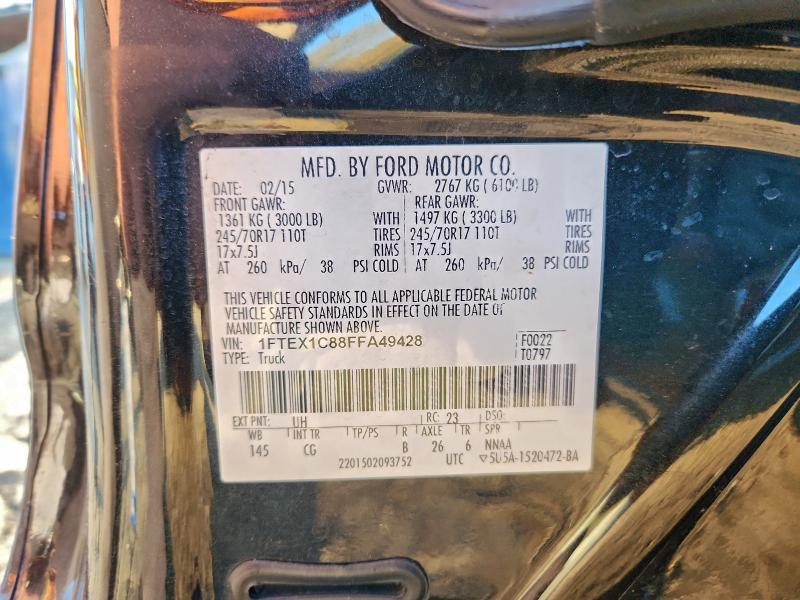 MFD. BY FORD MOTOR CO.
DATE: 02/15 GVWR: 2767 KG ( 6100 LB)
FRONT GAWR: REAR GAWR:
1361 KG ( 3000 LB) WITH 1497 KG ( 3300 LB) WITH
245/70R17 110T TIRES 245/70R17 110T TIRES
17x7.5J RIMS 17x7.5J RIMS
AT 260 kPa/ 38 PSI COLD AT 260 kPa/ 38 PSI COLD
THIS VEHICLE CONFORMS TO ALL APPLICABLE FEDERAL MOTOR
VEHICLE SAFETY STANDARDS IN EFFECT ON THE DATE OF
MANUFACTURE SHOWN ABOVE.
VIN: 1FTEX1C88FFA49428 F0022
TYPE: Truck T0797
EXT PNT: UH RC: 23 DSO:
WB INT TR TP/PS R AXLE TR SPR
145 CG B 26 6 NNAA
2201502093752 UTC ▽5U5A-1520472-BA